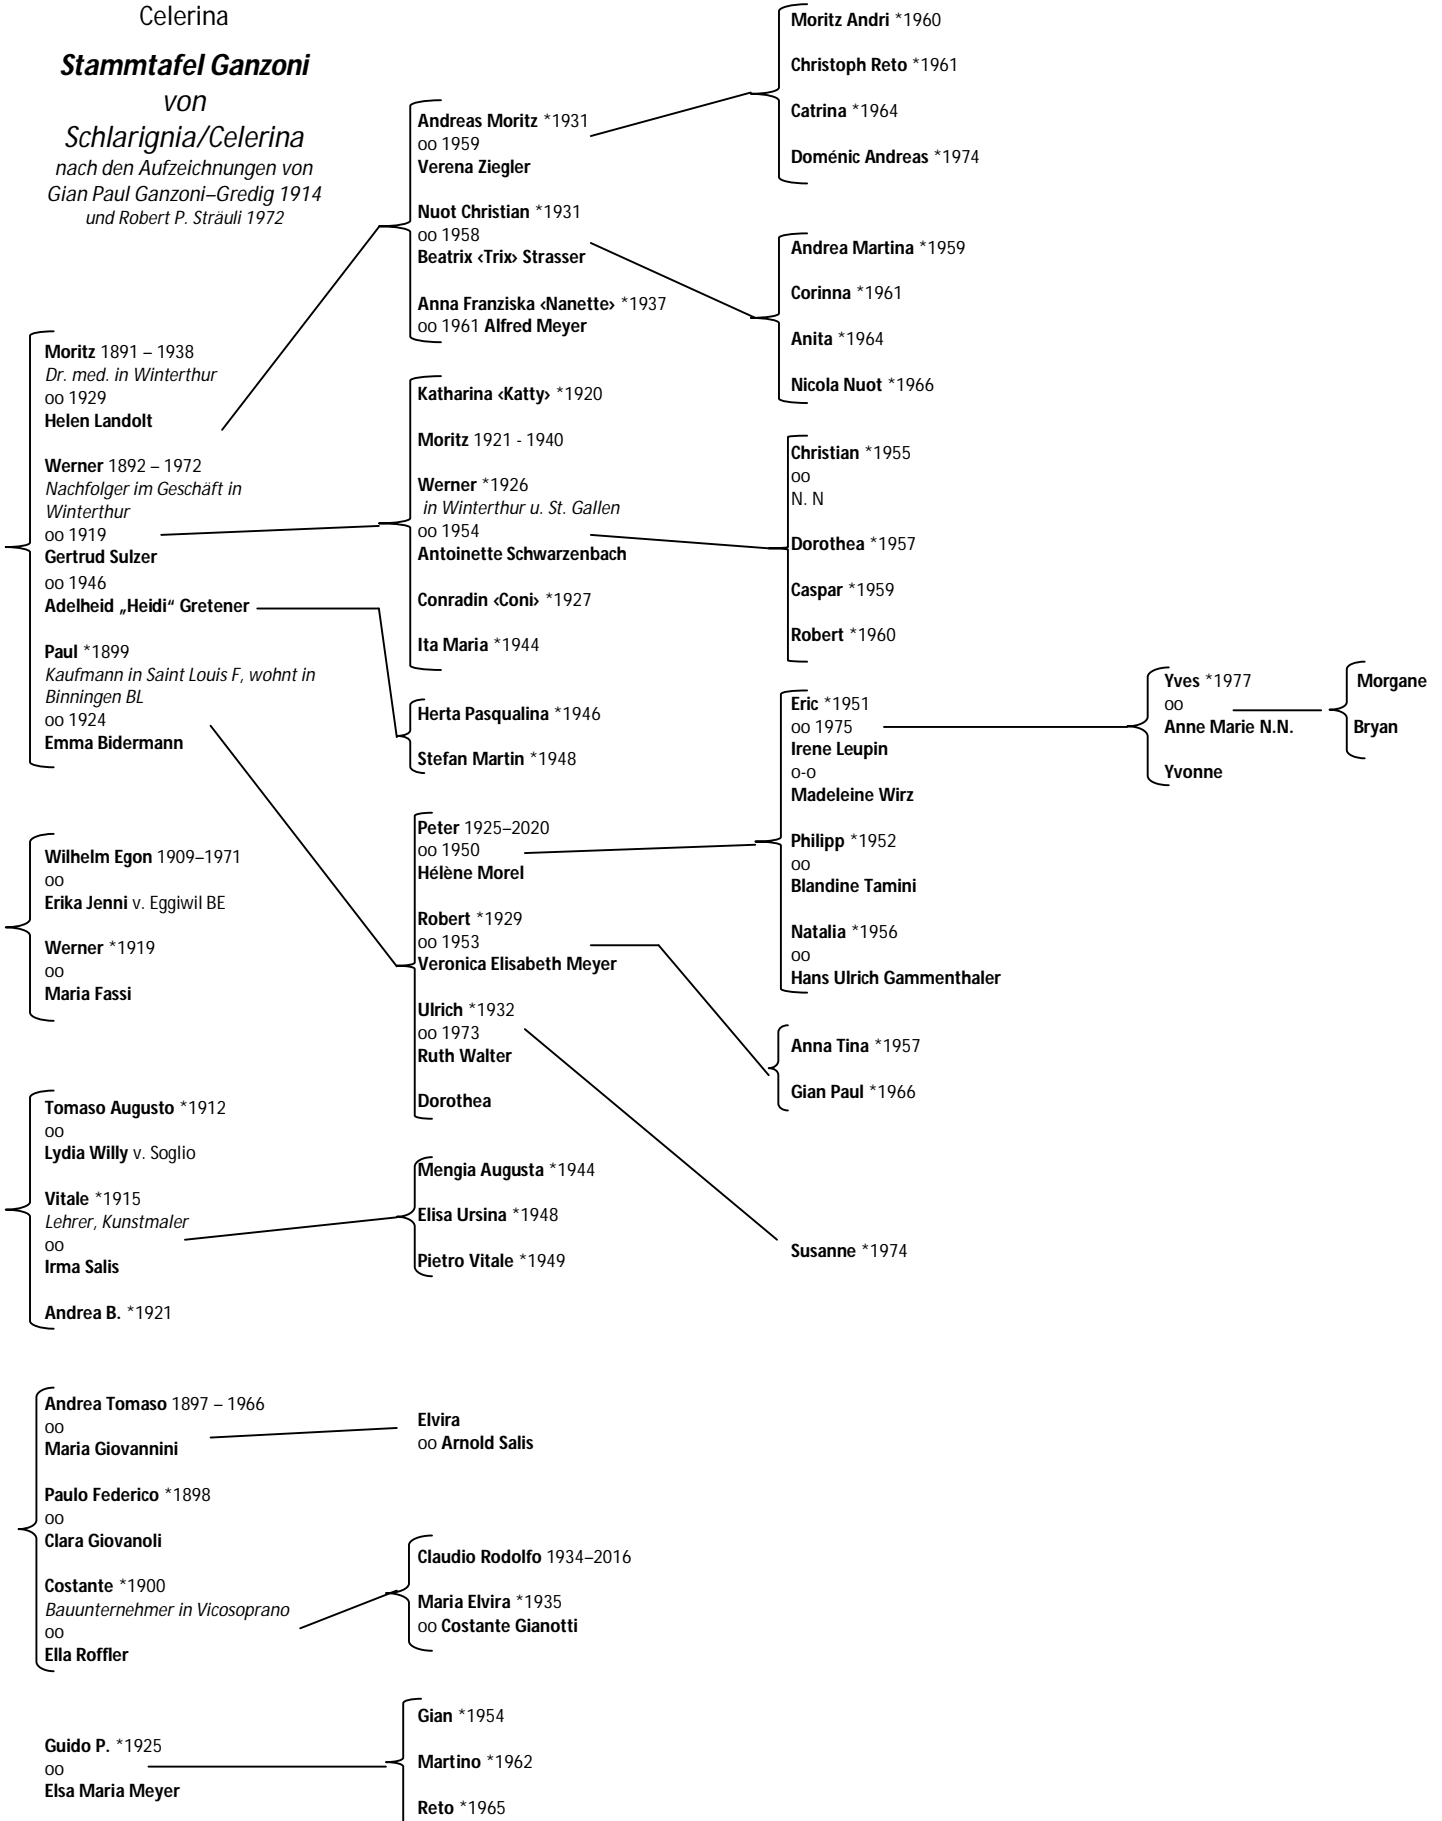 Celerina
Stammtafel Ganzoni
von
Schlarignia/Celerina
nach den Aufzeichnungen von
Gian Paul Ganzoni–Gredig 1914
und Robert P. Sträuli 1972
Moritz 1891 – 1938
Dr. med. in Winterthur
oo 1929
Helen Landolt
Werner 1892 – 1972
Nachfolger im Geschäft in
Winterthur
oo 1919
Gertrud Sulzer
oo 1946
Adelheid „Heidi“ Gretener
Paul *1899
Kaufmann in Saint Louis F, wohnt in
Binningen BL
oo 1924
Emma Bidermann
Wilhelm Egon 1909–1971
oo
Erika Jenni v. Eggiwil BE
Werner *1919
oo
Maria Fassi
Tomaso Augusto *1912
oo
Lydia Willy v. Soglio
Vitale *1915
Lehrer, Kunstmaler
oo
Irma Salis
Andrea B. *1921
Andrea Tomaso 1897 – 1966
oo
Maria Giovannini
Paulo Federico *1898
oo
Clara Giovanoli
Costante *1900
Bauunternehmer in Vicosoprano
oo
Ella Roffler
Guido P. *1925
oo
Elsa Maria Meyer
Andreas Moritz *1931
oo 1959
Verena Ziegler
Nuot Christian *1931
oo 1958
Beatrix ‹Trix› Strasser
Anna Franziska ‹Nanette› *1937
oo 1961 Alfred Meyer
Katharina ‹Katty› *1920
Moritz 1921 - 1940
Werner *1926
in Winterthur u. St. Gallen
oo 1954
Antoinette Schwarzenbach
Conradin ‹Coni› *1927
Ita Maria *1944
Herta Pasqualina *1946
Stefan Martin *1948
Peter 1925–2020
oo 1950
Hélène Morel
Robert *1929
oo 1953
Veronica Elisabeth Meyer
Ulrich *1932
oo 1973
Ruth Walter
Dorothea
Mengia Augusta *1944
Elisa Ursina *1948
Pietro Vitale *1949
Elvira
oo Arnold Salis
Claudio Rodolfo 1934–2016
Maria Elvira *1935
oo Costante Gianotti
Gian *1954
Martino *1962
Reto *1965
Moritz Andri *1960
Christoph Reto *1961
Catrina *1964
Doménic Andreas *1974
Andrea Martina *1959
Corinna *1961
Anita *1964
Nicola Nuot *1966
Christian *1955
oo
N. N
Dorothea *1957
Caspar *1959
Robert *1960
Eric *1951
oo 1975
Irene Leupin
o-o
Madeleine Wirz
Philipp *1952
oo
Blandine Tamini
Natalia *1956
oo
Hans Ulrich Gammenthaler
Anna Tina *1957
Gian Paul *1966
Susanne *1974
Yves *1977
oo
Anne Marie N.N.
Yvonne
Morgane
Bryan